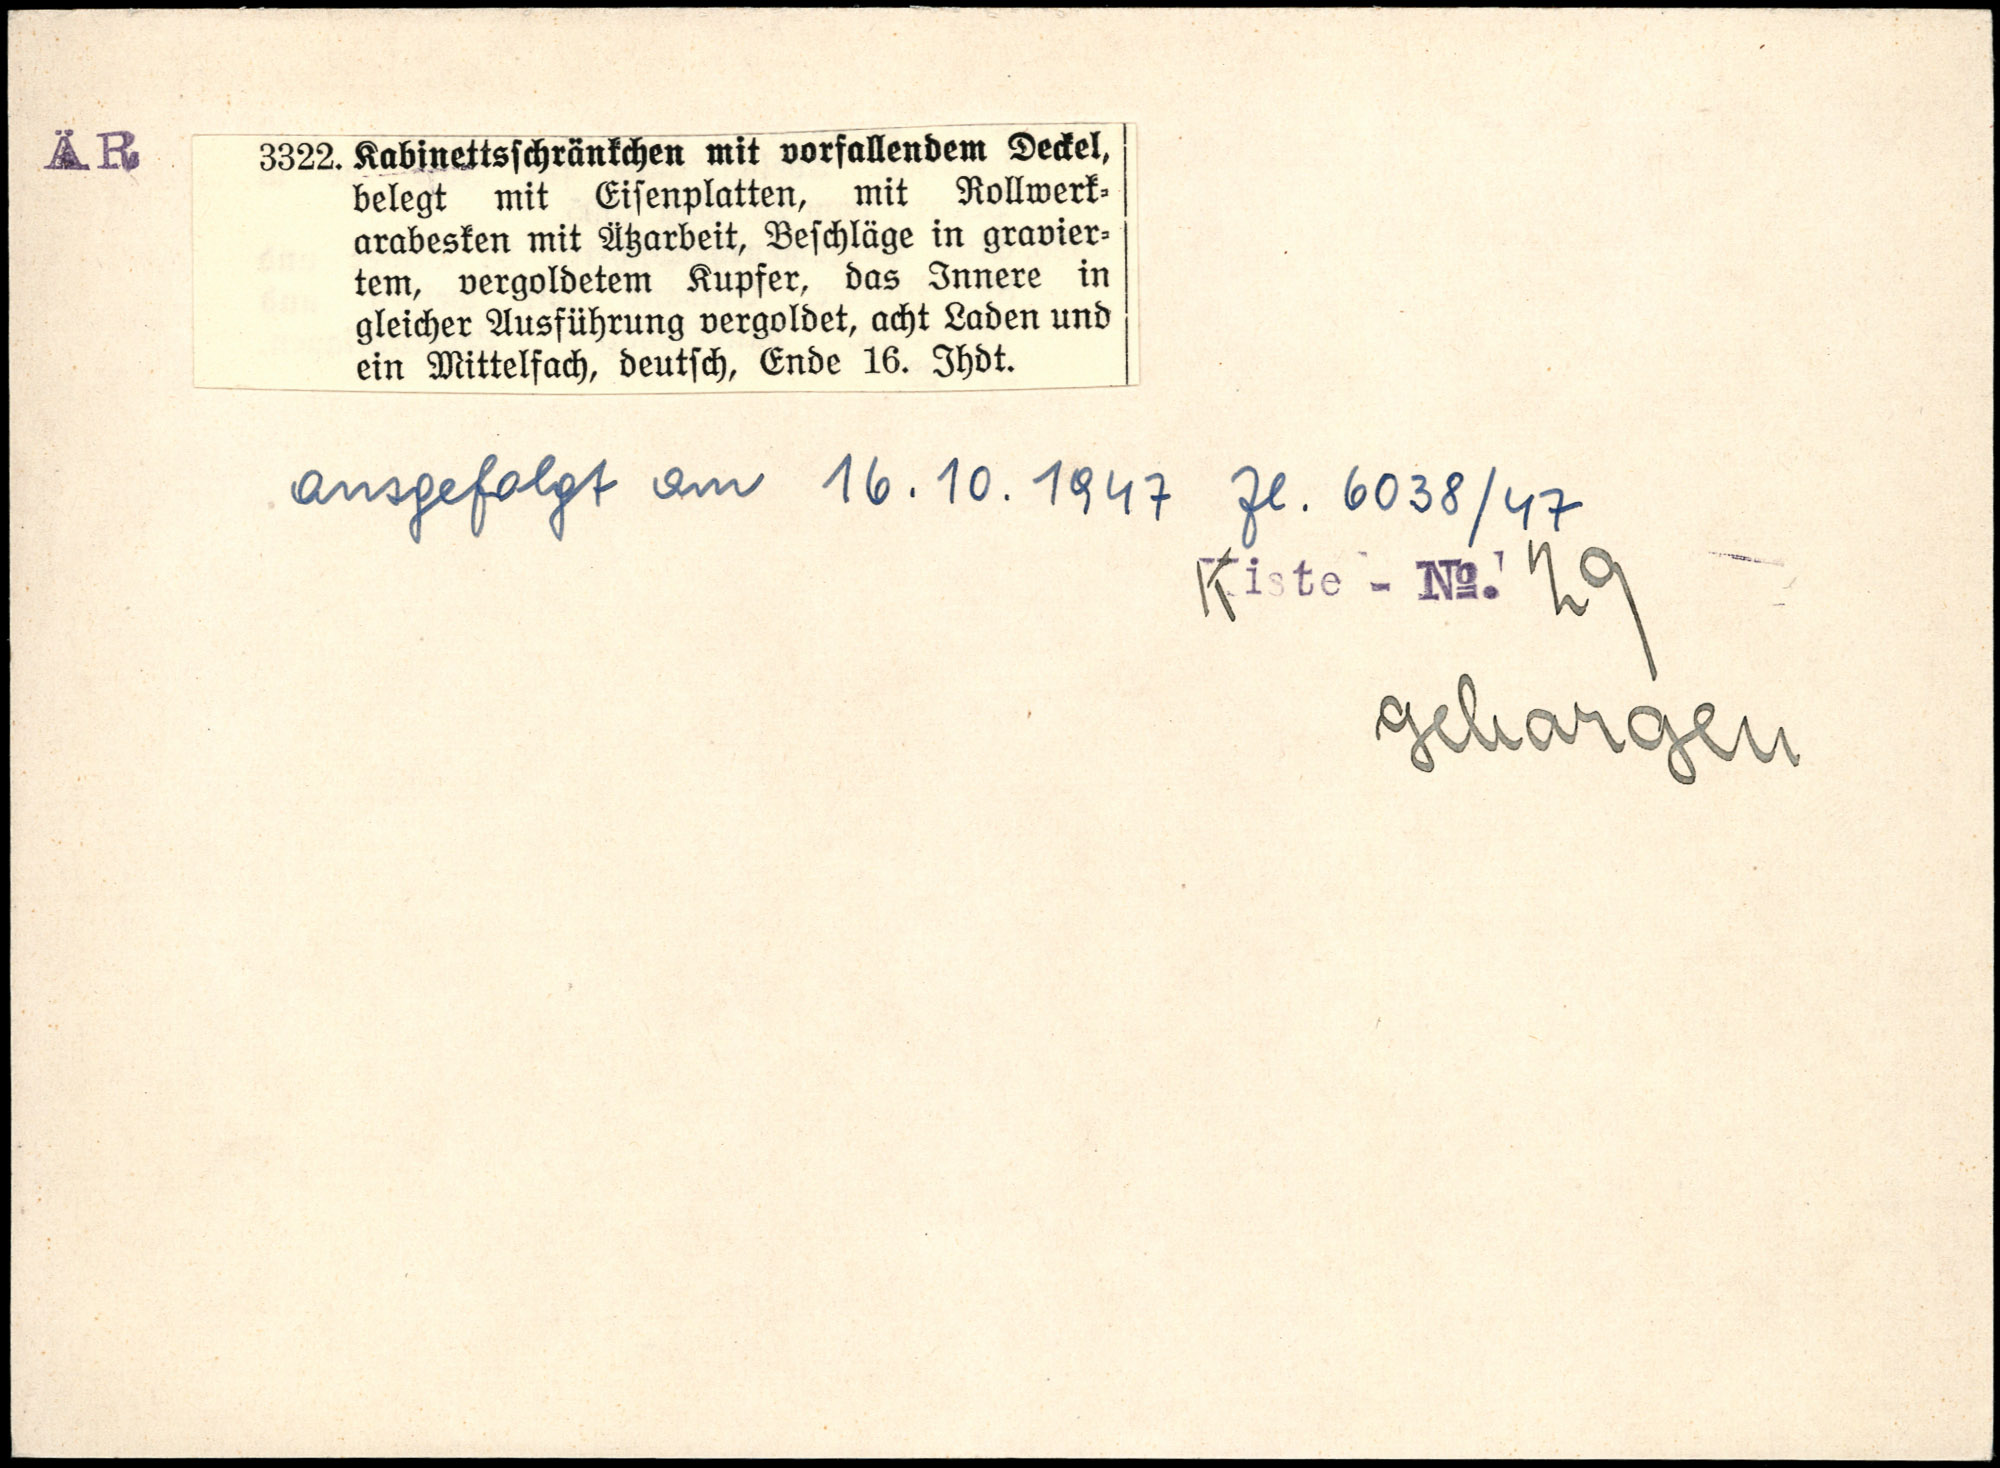 ÄR
3322. Kabinettsschränkchen mit vorfallendem Deckel,
belegt mit Eisenplatten, mit Rollwerk-
arabesken mit Ätzarbeit, Beschläge in gravier-
tem, vergoldetem Kupfer, das Innere in
gleicher Ausführung vergoldet, acht Laden und
ein Mittelfach, deutsch, Ende 16. Jhdt.
ausgefolgt am 16.10.1947 Zl. 6038/47
Kiste - No. 29
geborgen